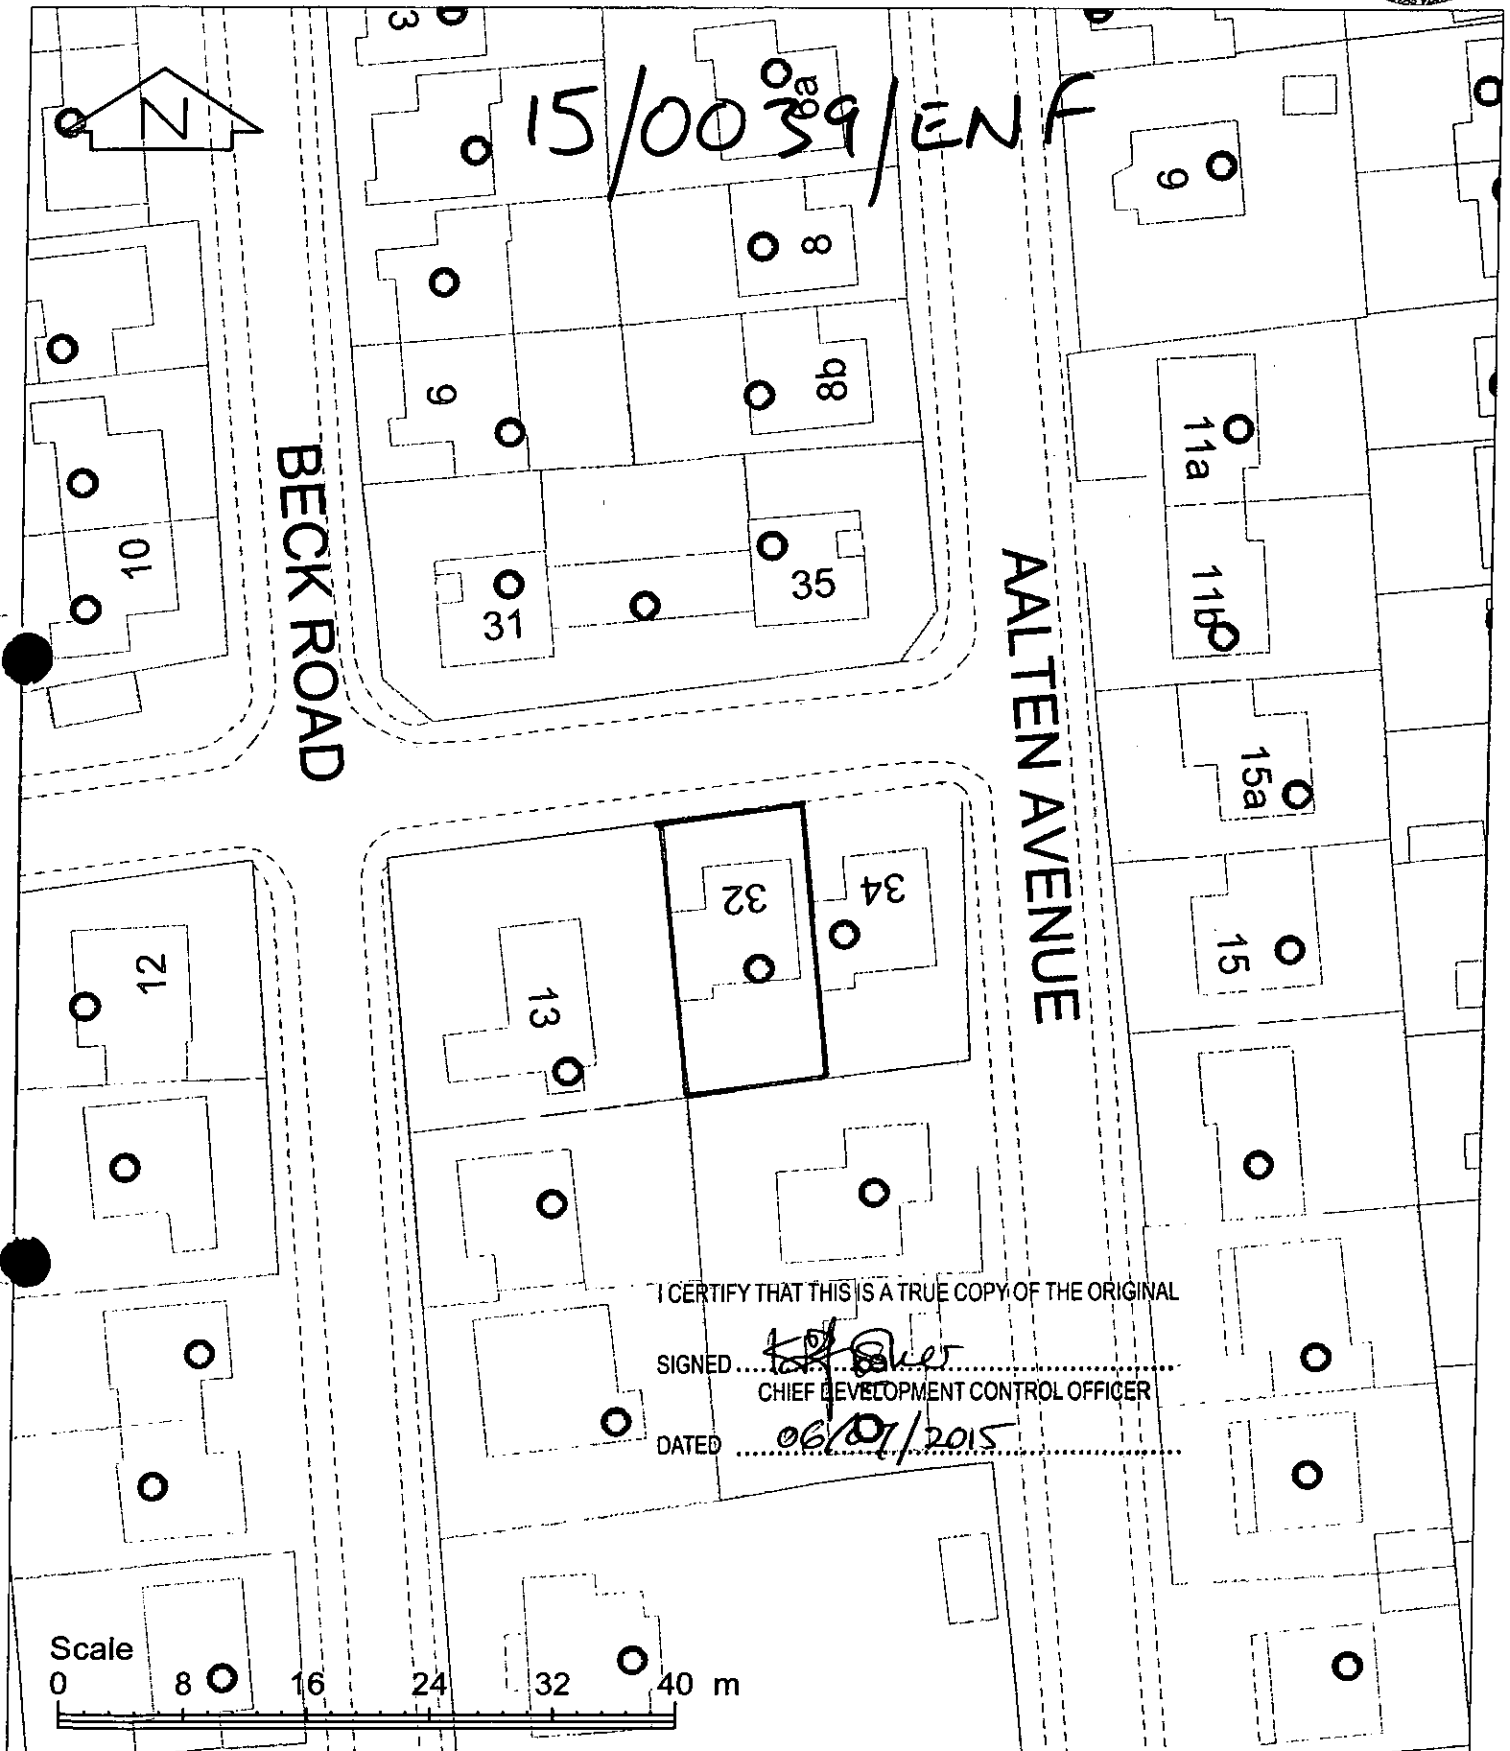 15/0039/ENF
N
3
6a
9
8
9
8b
11a
BECK ROAD
10
31
35
11b
AALTEN AVENUE
15a
32
34
12
13
15
I CERTIFY THAT THIS IS A TRUE COPY OF THE ORIGINAL
SIGNED
CHIEF DEVELOPMENT CONTROL OFFICER
DATED 06/07/2015
Scale
0 8 16 24 32 40 m